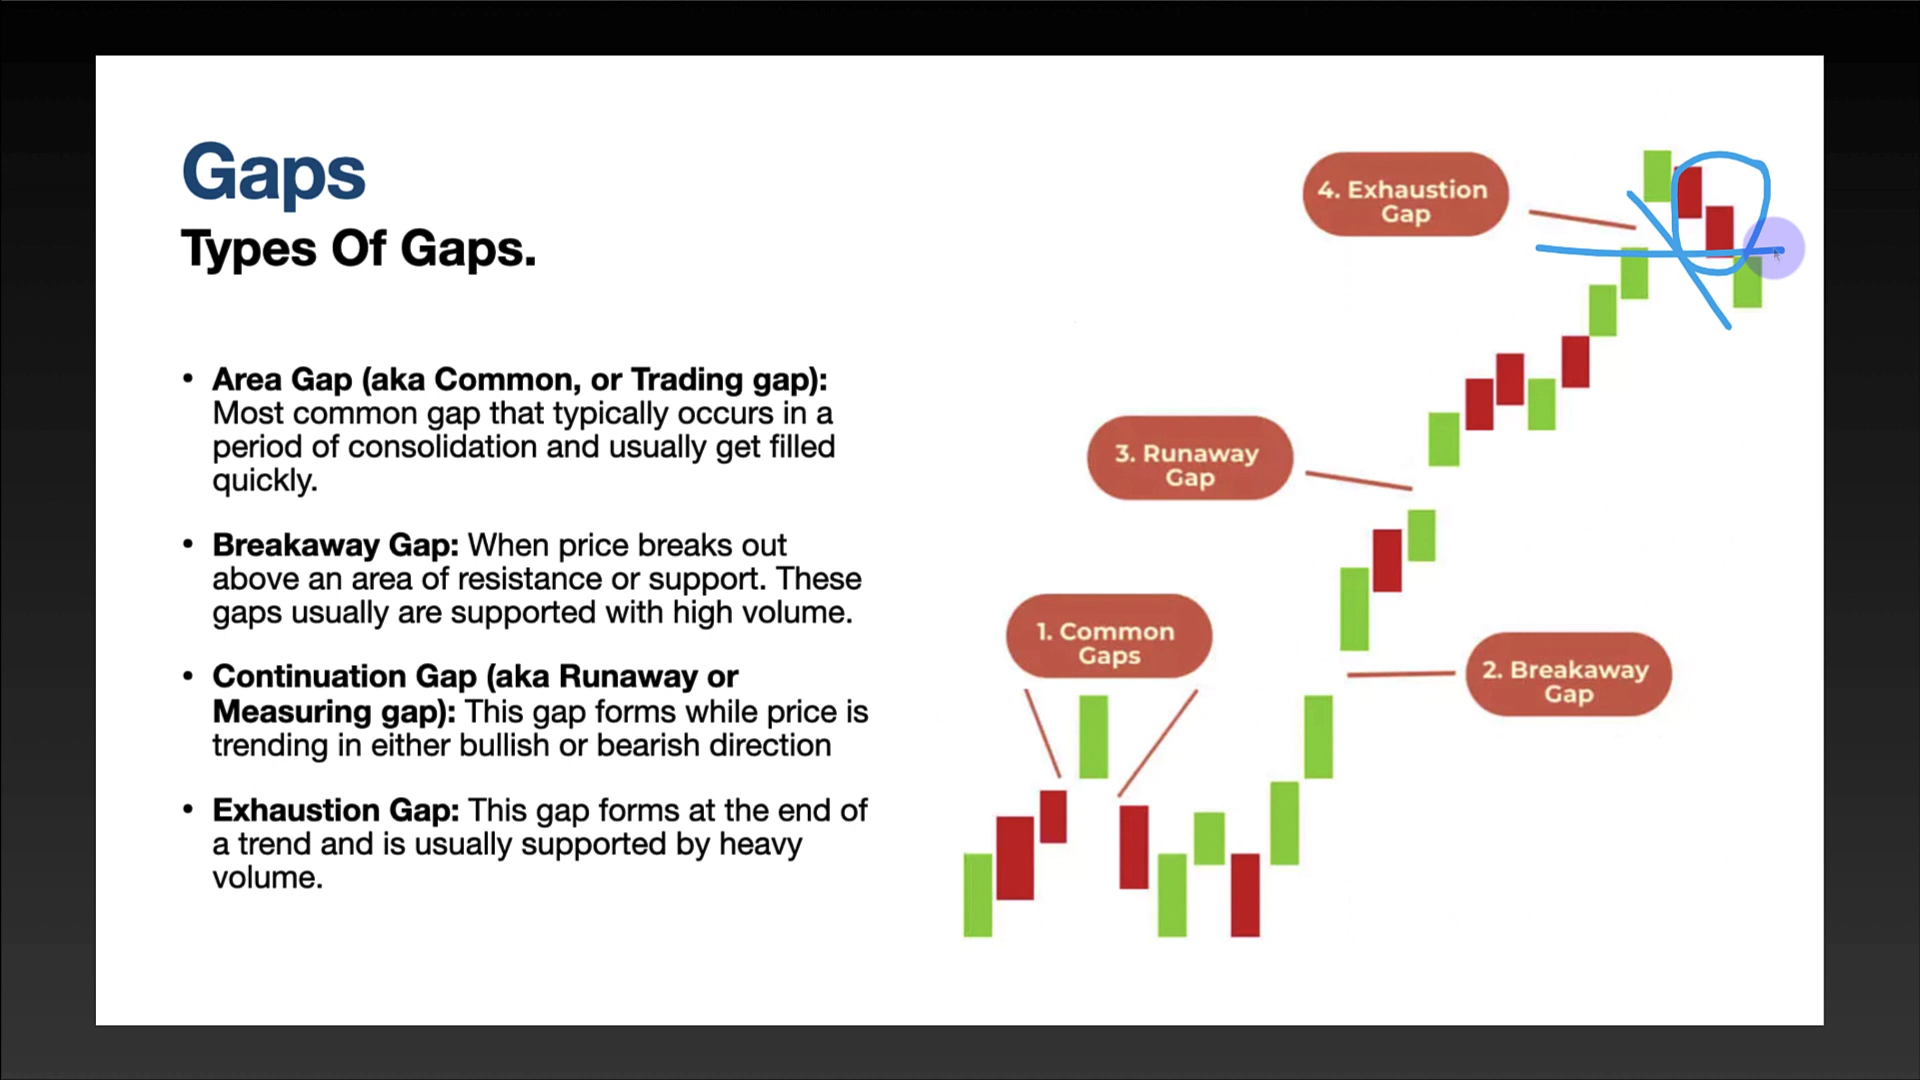 Gaps
Types Of Gaps.
• Area Gap (aka Common, or Trading gap):
Most common gap that typically occurs in a
period of consolidation and usually get filled
quickly.
• Breakaway Gap: When price breaks out
above an area of resistance or support. These
gaps usually are supported with high volume.
• Continuation Gap (aka Runaway or
Measuring gap): This gap forms while price is
trending in either bullish or bearish direction
• Exhaustion Gap: This gap forms at the end of
a trend and is usually supported by heavy
volume.
4. Exhaustion
Gap
3. Runaway
Gap
1. Common
Gaps
2. Breakaway
Gap